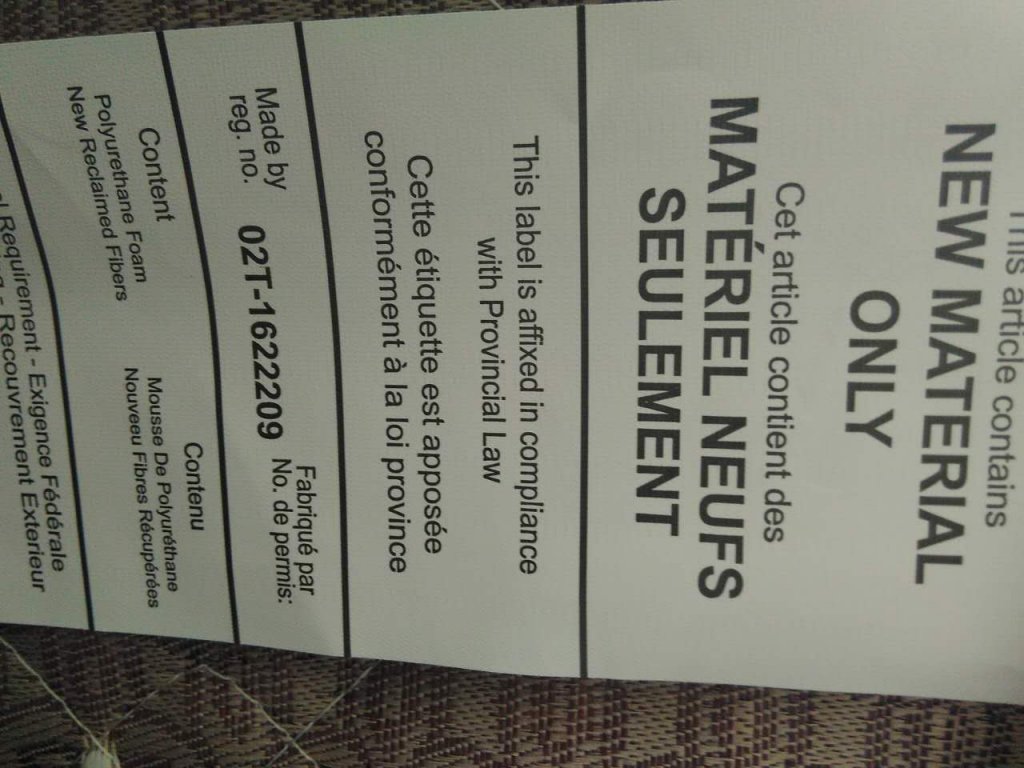 This article contains
NEW MATERIAL
ONLY
Cet article contient des
MATÉRIEL NEUFS
SEULEMENT
This label is affixed in compliance
with Provincial Law
Cette étiquette est apposée
conformément à la loi province
Made by
reg. no.
02T-1622209
Fabriqué par
No. de permis:
Content
Polyurethane Foam
New Reclaimed Fibers
Contenu
Mousse De Polyuréthane
Nouveeu Fibres Récupérées
Requirement - Exigence Fédérale
- Recouvrement Exterieur